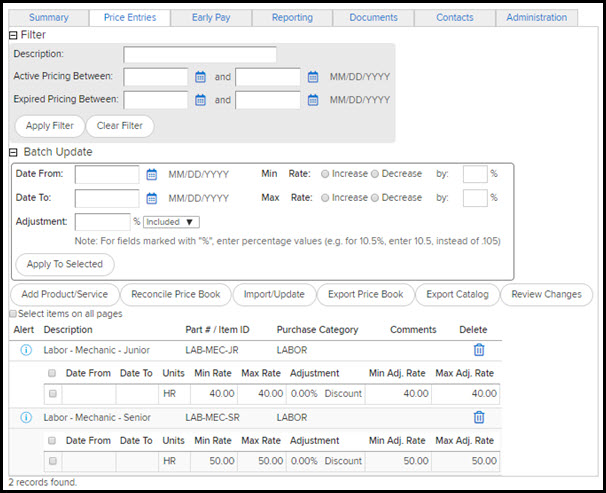 Summary Price Entries Early Pay Reporting Documents Contacts Administration
Filter
Description:
Active Pricing Between: and MM/DD/YYYY
Expired Pricing Between: and MM/DD/YYYY
Apply Filter Clear Filter
Batch Update
Date From: MM/DD/YYYY Min Rate: Increase Decrease by: %
Date To: MM/DD/YYYY Max Rate: Increase Decrease by: %
Adjustment: % Included ▼
Note: For fields marked with "%", enter percentage values (e.g. for 10.5%, enter 10.5, instead of .105)
Apply To Selected
Add Product/Service Reconcile Price Book Import/Update Export Price Book Export Catalog Review Changes
Select items on all pages
Alert Description Part # / Item ID Purchase Category Comments Delete
Labor - Mechanic - Junior LAB-MEC-JR LABOR
Date From Date To Units Min Rate Max Rate Adjustment Min Adj. Rate Max Adj. Rate
HR 40.00 40.00 0.00% Discount 40.00 40.00
Labor - Mechanic - Senior LAB-MEC-SR LABOR
Date From Date To Units Min Rate Max Rate Adjustment Min Adj. Rate Max Adj. Rate
HR 50.00 50.00 0.00% Discount 50.00 50.00
2 records found.